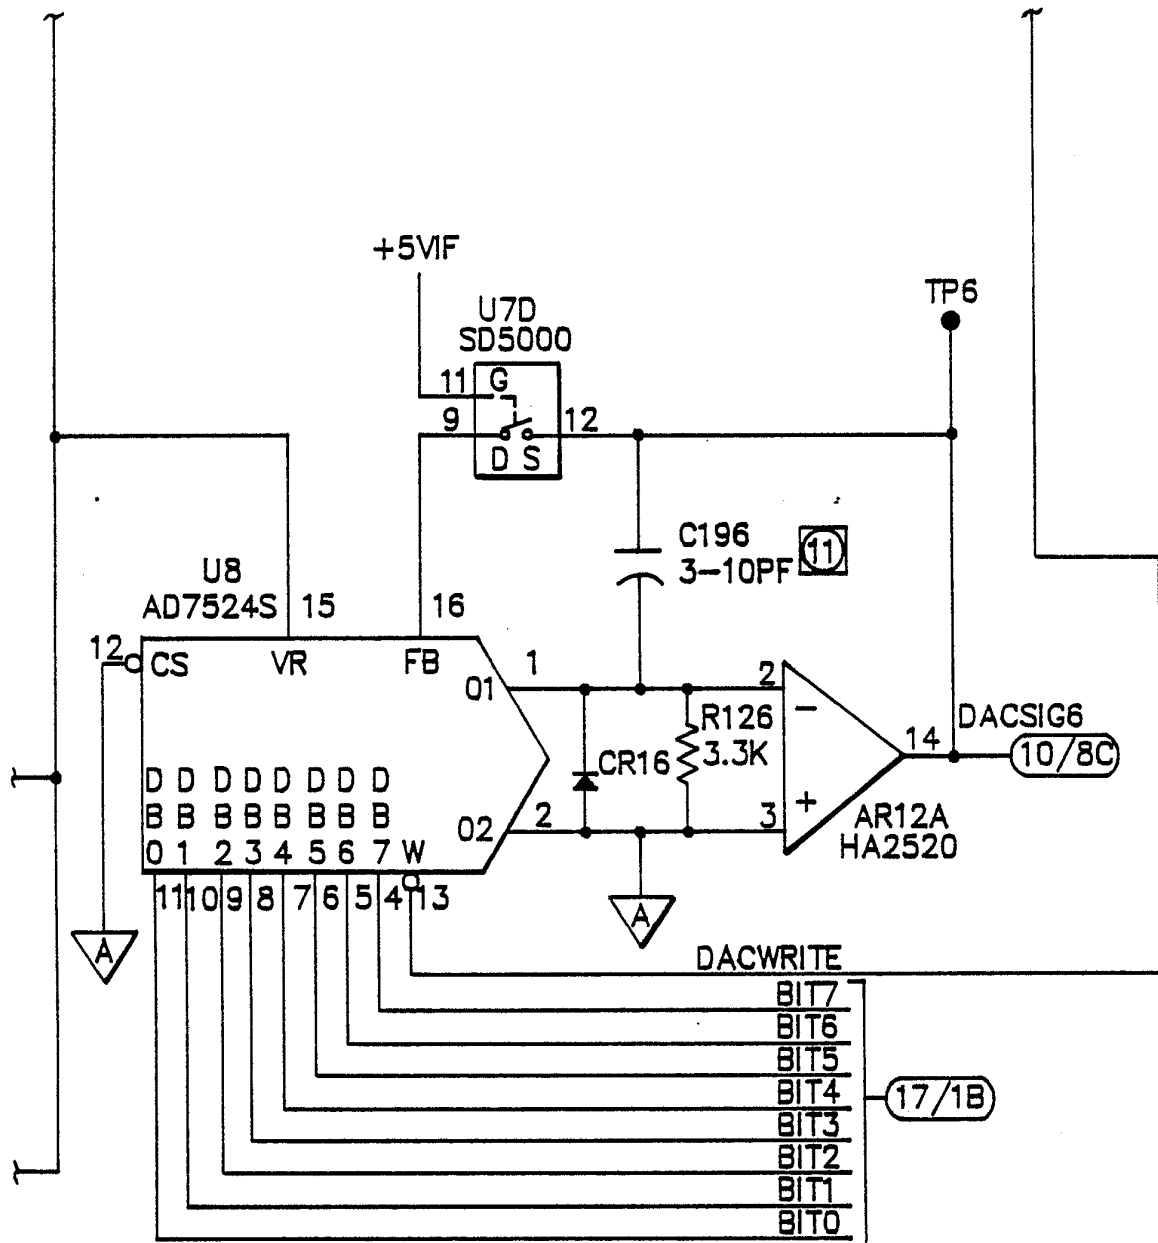 +5VIF
TP6
U7D
SD5000
11 G
9 12
D S
C196
3-10PF 11
U8
AD7524S 15 16
12 CS VR FB 1
O1 2
R126
3.3K
CR16
DACSIG6
14 10/8C
D D D D D D D D
B B B B B B B B
0 1 2 3 4 5 6 7 W
O2 2 3
- +
AR12A
HA2520
11 10 9 8 7 6 5 4 13
A A
DACWRITE
BIT7
BIT6
BIT5
BIT4
17/1B
BIT3
BIT2
BIT1
BIT0